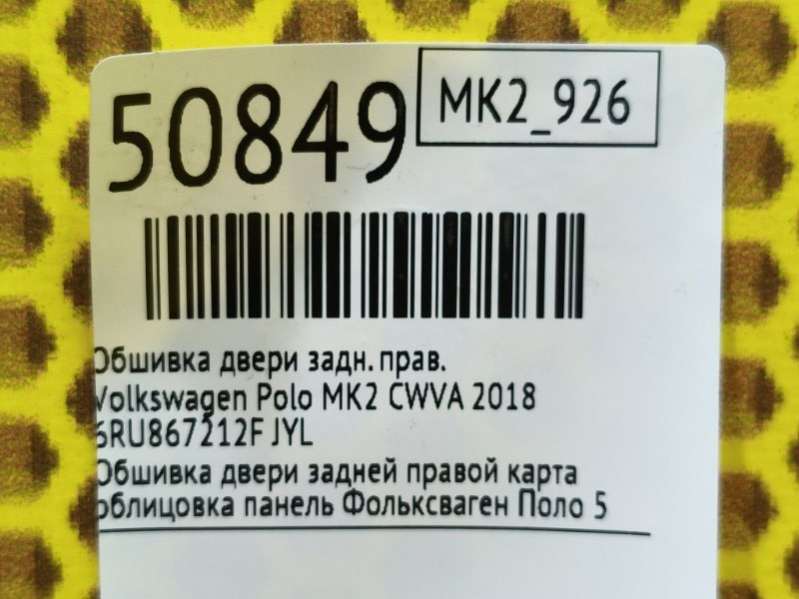 50849
MK2_926
Обшивка двери задн. прав.
Volkswagen Polo MK2 CWVA 2018
6RU867212F JYL
Обшивка двери задней правой карта
облицовка панель Фольксваген Поло 5